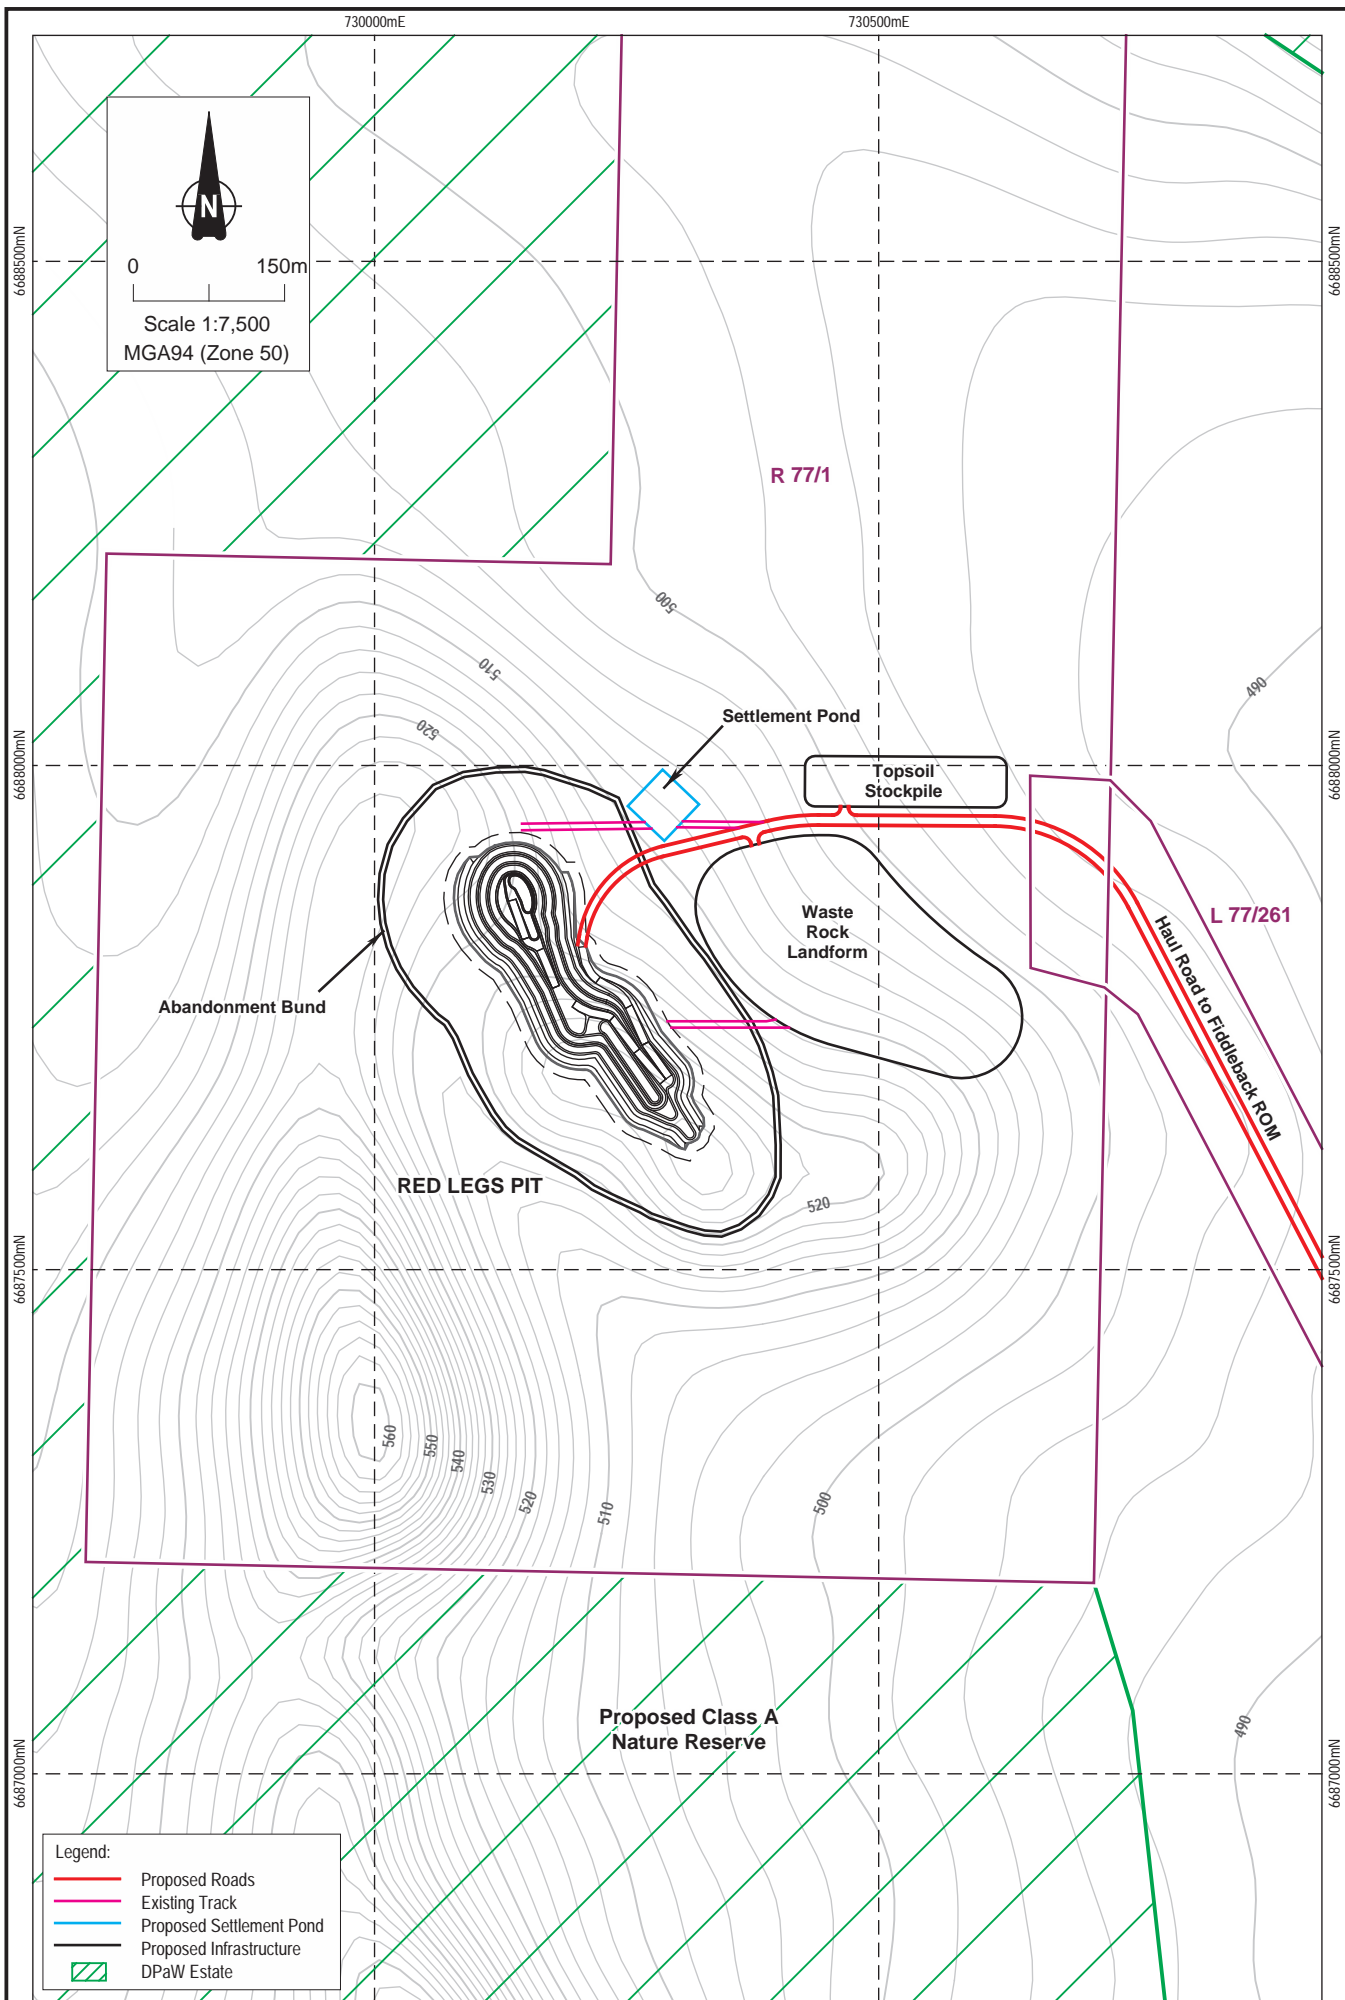 730000mE
730500mE
N
0
150m
Scale 1:7,500
MGA94 (Zone 50)
6688500mN
6688500mN
R 77/1
500
510
520
490
Settlement Pond
6688000mN
6688000mN
Topsoil
Stockpile
Waste
Rock
Landform
L 77/261
Haul Road to Fiddleback ROM
Abandonment Bund
RED LEGS PIT
520
6687500mN
6687500mN
560
550
540
530
520
510
500
Proposed Class A
Nature Reserve
490
6687000mN
6687000mN
Legend:
Proposed Roads
Existing Track
Proposed Settlement Pond
Proposed Infrastructure
DPaW Estate